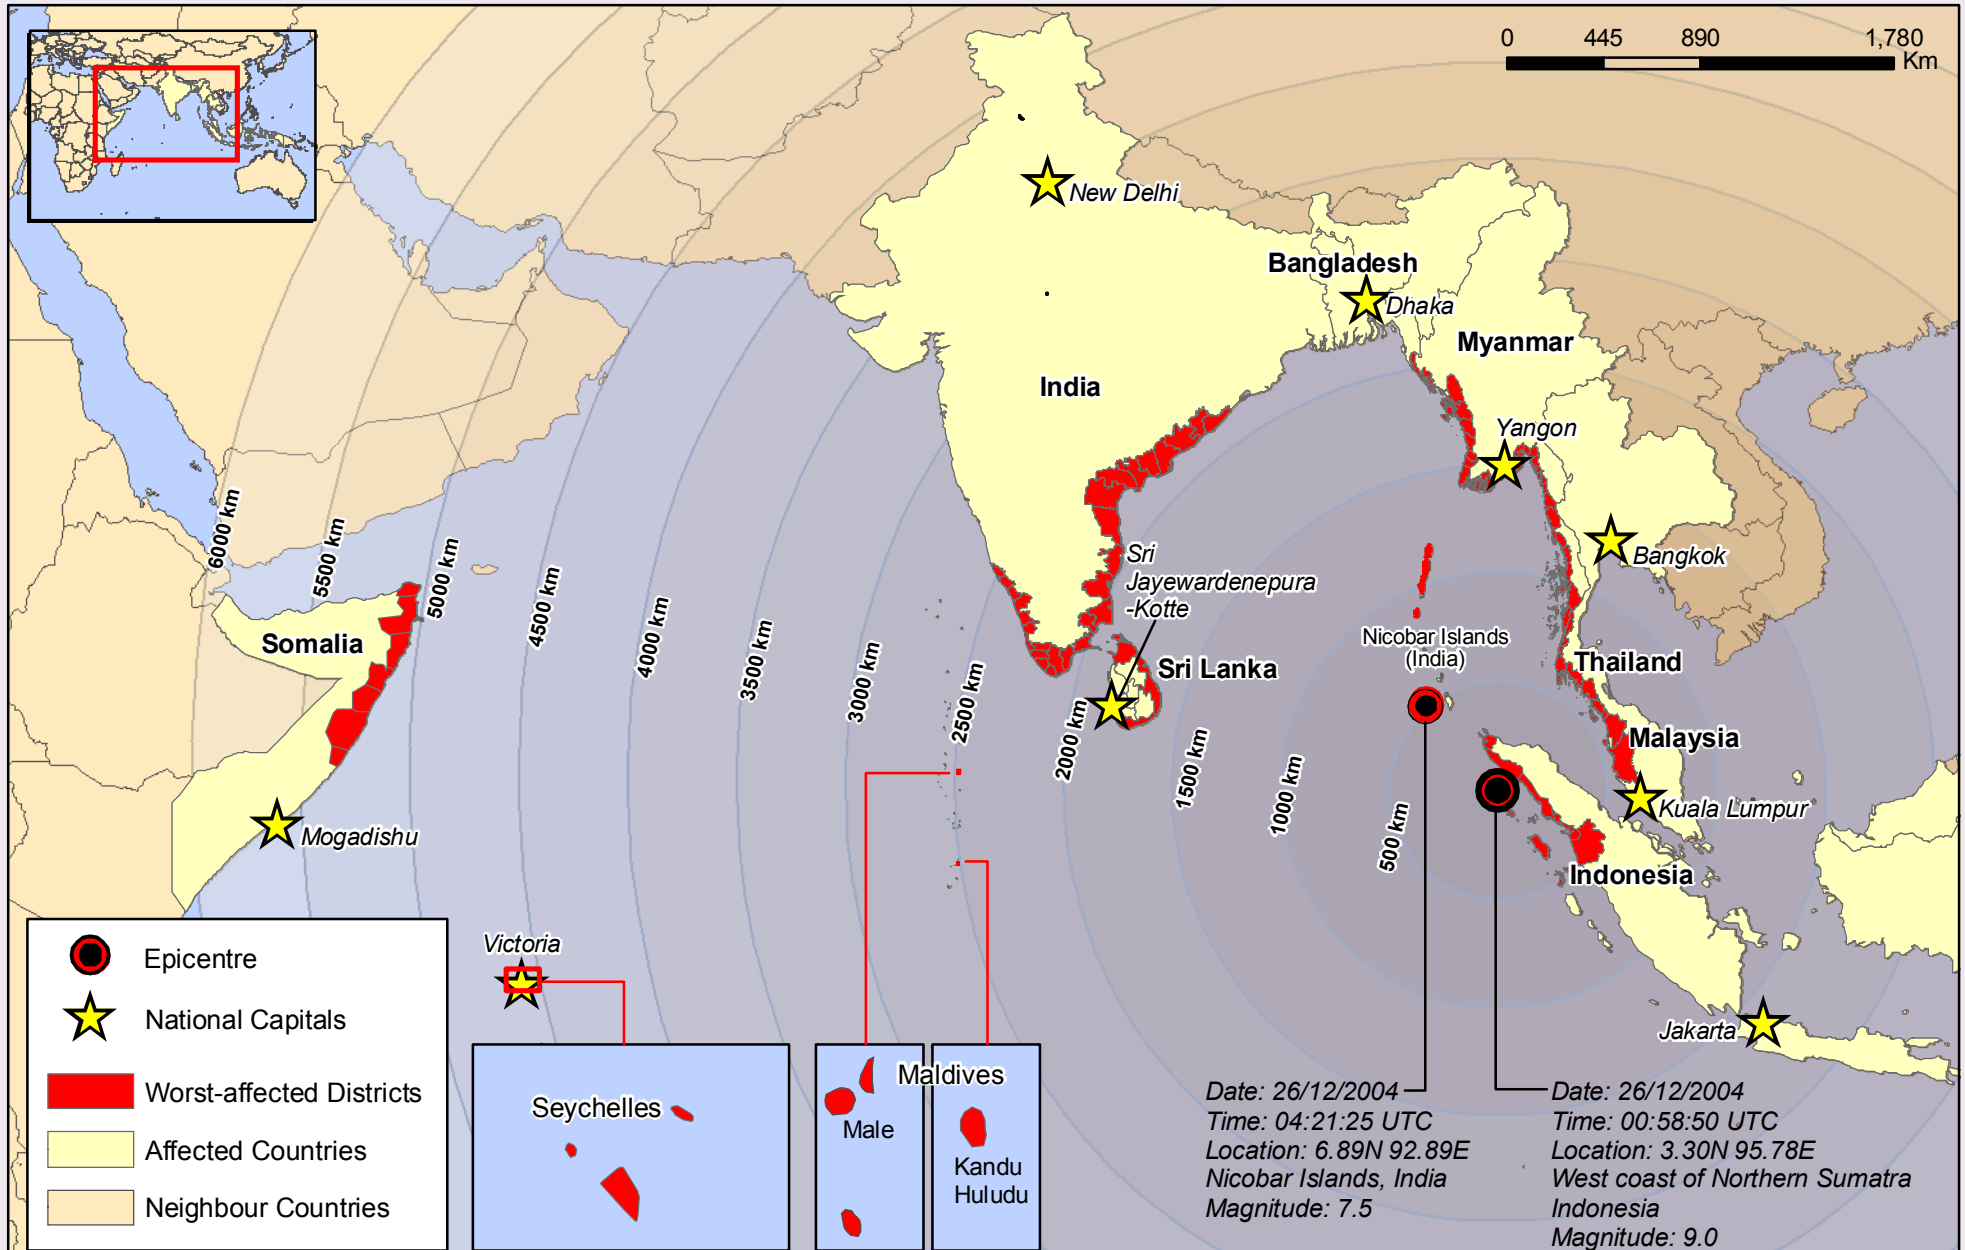 0 445 890 1,780
Km
New Delhi
Bangladesh
Dhaka
Myanmar
India
Yangon
6000 km
5500 km
5000 km
4500 km
4000 km
3500 km
3000 km
2500 km
2000 km
1500 km
1000 km
500 km
Sri
Jayewardenepura
-Kotte
Bangkok
Nicobar Islands
(India)
Somalia
Sri Lanka
Thailand
Malaysia
Kuala Lumpur
Mogadishu
Indonesia
Victoria
Jakarta
Epicentre
National Capitals
Worst-affected Districts
Affected Countries
Neighbour Countries
Seychelles
Maldives
Male
Kandu
Huludu
Date: 26/12/2004
Time: 04:21:25 UTC
Location: 6.89N 92.89E
Nicobar Islands, India
Magnitude: 7.5
Date: 26/12/2004
Time: 00:58:50 UTC
Location: 3.30N 95.78E
West coast of Northern Sumatra
Indonesia
Magnitude: 9.0